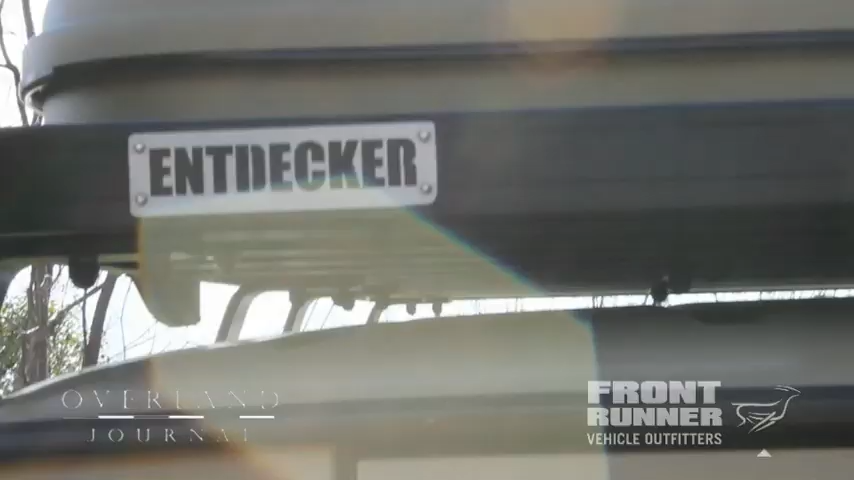 ENTDECKER
OVERLAND
JOURNAL
FRONT
RUNNER
VEHICLE OUTFITTERS